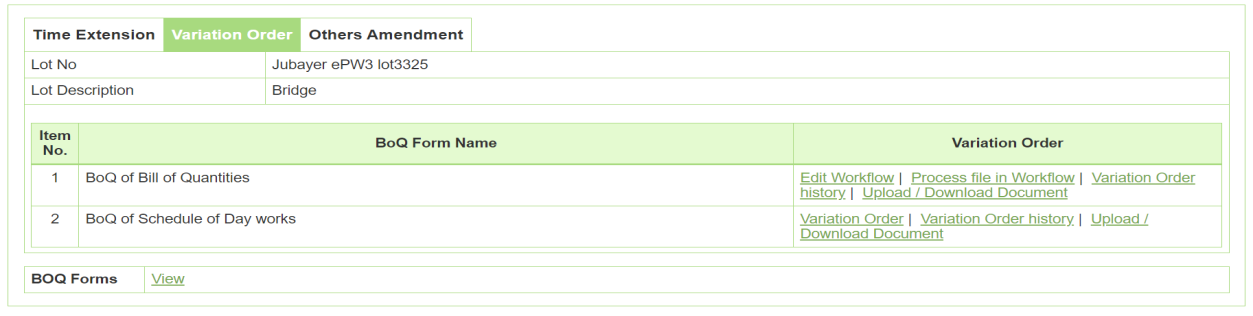 Time Extension Variation Order Others Amendment
Lot No Jubayer ePW3 lot3325
Lot Description Bridge
Item No. BoQ Form Name Variation Order
1 BoQ of Bill of Quantities Edit Workflow | Process file in Workflow | Variation Order
history | Upload / Download Document
2 BoQ of Schedule of Day works Variation Order | Variation Order history | Upload /
Download Document
BOQ Forms View